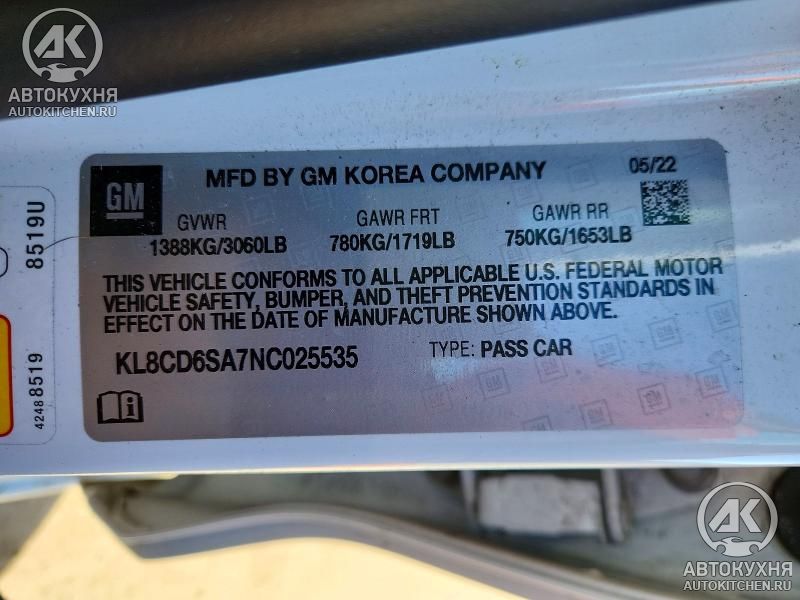 AK
АВТОКУХНЯ
AUTOKITCHEN.RU
GM
MFD BY GM KOREA COMPANY 05/22
GVWR GAWR FRT GAWR RR
1388KG/3060LB 780KG/1719LB 750KG/1653LB
THIS VEHICLE CONFORMS TO ALL APPLICABLE U.S. FEDERAL MOTOR
VEHICLE SAFETY, BUMPER, AND THEFT PREVENTION STANDARDS IN
EFFECT ON THE DATE OF MANUFACTURE SHOWN ABOVE.
KL8CD6SA7NC025535 TYPE: PASS CAR
8519U
42488519
AK
АВТОКУХНЯ
AUTOKITCHEN.RU